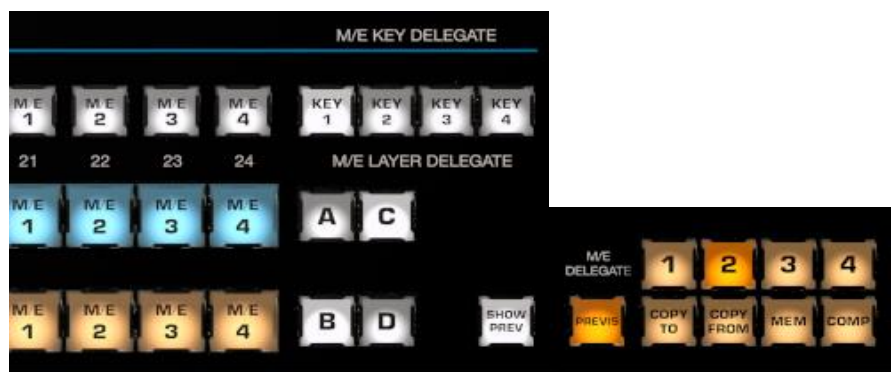 M/E KEY DELEGATE
M/E 1 M/E 2 M/E 3 M/E 4 KEY 1 KEY 2 KEY 3 KEY 4
21 22 23 24 M/E LAYER DELEGATE
M/E 1 M/E 2 M/E 3 M/E 4 A C
M/E DELEGATE 1 2 3 4
M/E 1 M/E 2 M/E 3 M/E 4 B D SHOW PREV PREVIS COPY TO COPY FROM MEM COMP